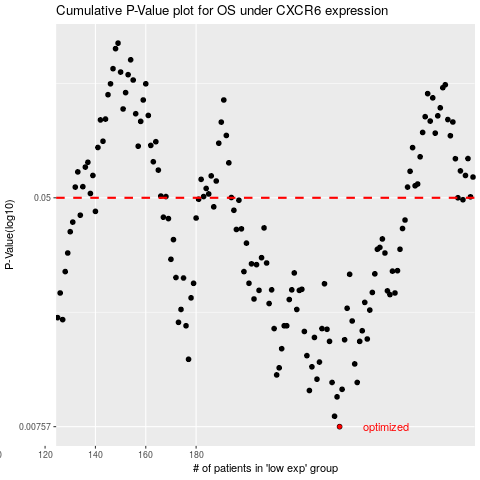 Cumulative P-Value plot for OS under CXCR6 expression
P-Value(log10)
0.05
0.00757
optimized
0 120 140 160 180
# of patients in 'low exp' group